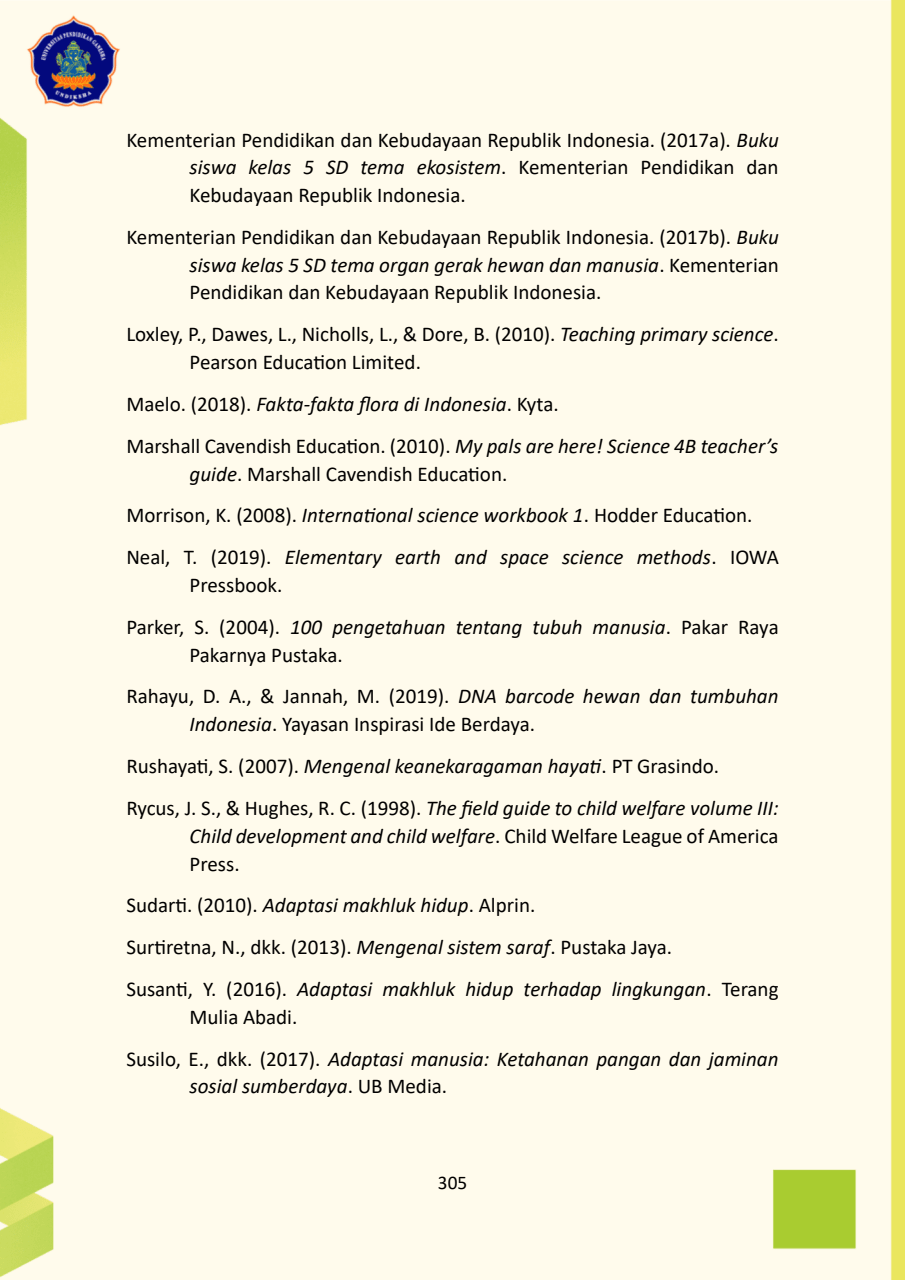 UNIVERSITAS PENDIDIKAN GANESHA
UNDIKSHA
Kementerian Pendidikan dan Kebudayaan Republik Indonesia. (2017a). Buku
siswa kelas 5 SD tema ekosistem. Kementerian Pendidikan dan
Kebudayaan Republik Indonesia.
Kementerian Pendidikan dan Kebudayaan Republik Indonesia. (2017b). Buku
siswa kelas 5 SD tema organ gerak hewan dan manusia. Kementerian
Pendidikan dan Kebudayaan Republik Indonesia.
Loxley, P., Dawes, L., Nicholls, L., & Dore, B. (2010). Teaching primary science.
Pearson Education Limited.
Maelo. (2018). Fakta-fakta flora di Indonesia. Kyta.
Marshall Cavendish Education. (2010). My pals are here! Science 4B teacher’s
guide. Marshall Cavendish Education.
Morrison, K. (2008). International science workbook 1. Hodder Education.
Neal, T. (2019). Elementary earth and space science methods. IOWA
Pressbook.
Parker, S. (2004). 100 pengetahuan tentang tubuh manusia. Pakar Raya
Pakarnya Pustaka.
Rahayu, D. A., & Jannah, M. (2019). DNA barcode hewan dan tumbuhan
Indonesia. Yayasan Inspirasi Ide Berdaya.
Rushayati, S. (2007). Mengenal keanekaragaman hayati. PT Grasindo.
Rycus, J. S., & Hughes, R. C. (1998). The field guide to child welfare volume III:
Child development and child welfare. Child Welfare League of America
Press.
Sudarti. (2010). Adaptasi makhluk hidup. Alprin.
Surtiretna, N., dkk. (2013). Mengenal sistem saraf. Pustaka Jaya.
Susanti, Y. (2016). Adaptasi makhluk hidup terhadap lingkungan. Terang
Mulia Abadi.
Susilo, E., dkk. (2017). Adaptasi manusia: Ketahanan pangan dan jaminan
sosial sumberdaya. UB Media.
305